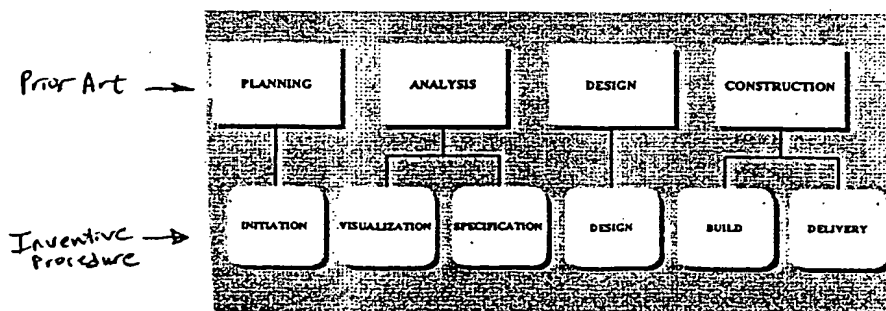 Prior Art
PLANNING
ANALYSIS
DESIGN
CONSTRUCTION
Inventive
Procedure
INITIATION
VISUALIZATION
SPECIFICATION
DESIGN
BUILD
DELIVERY